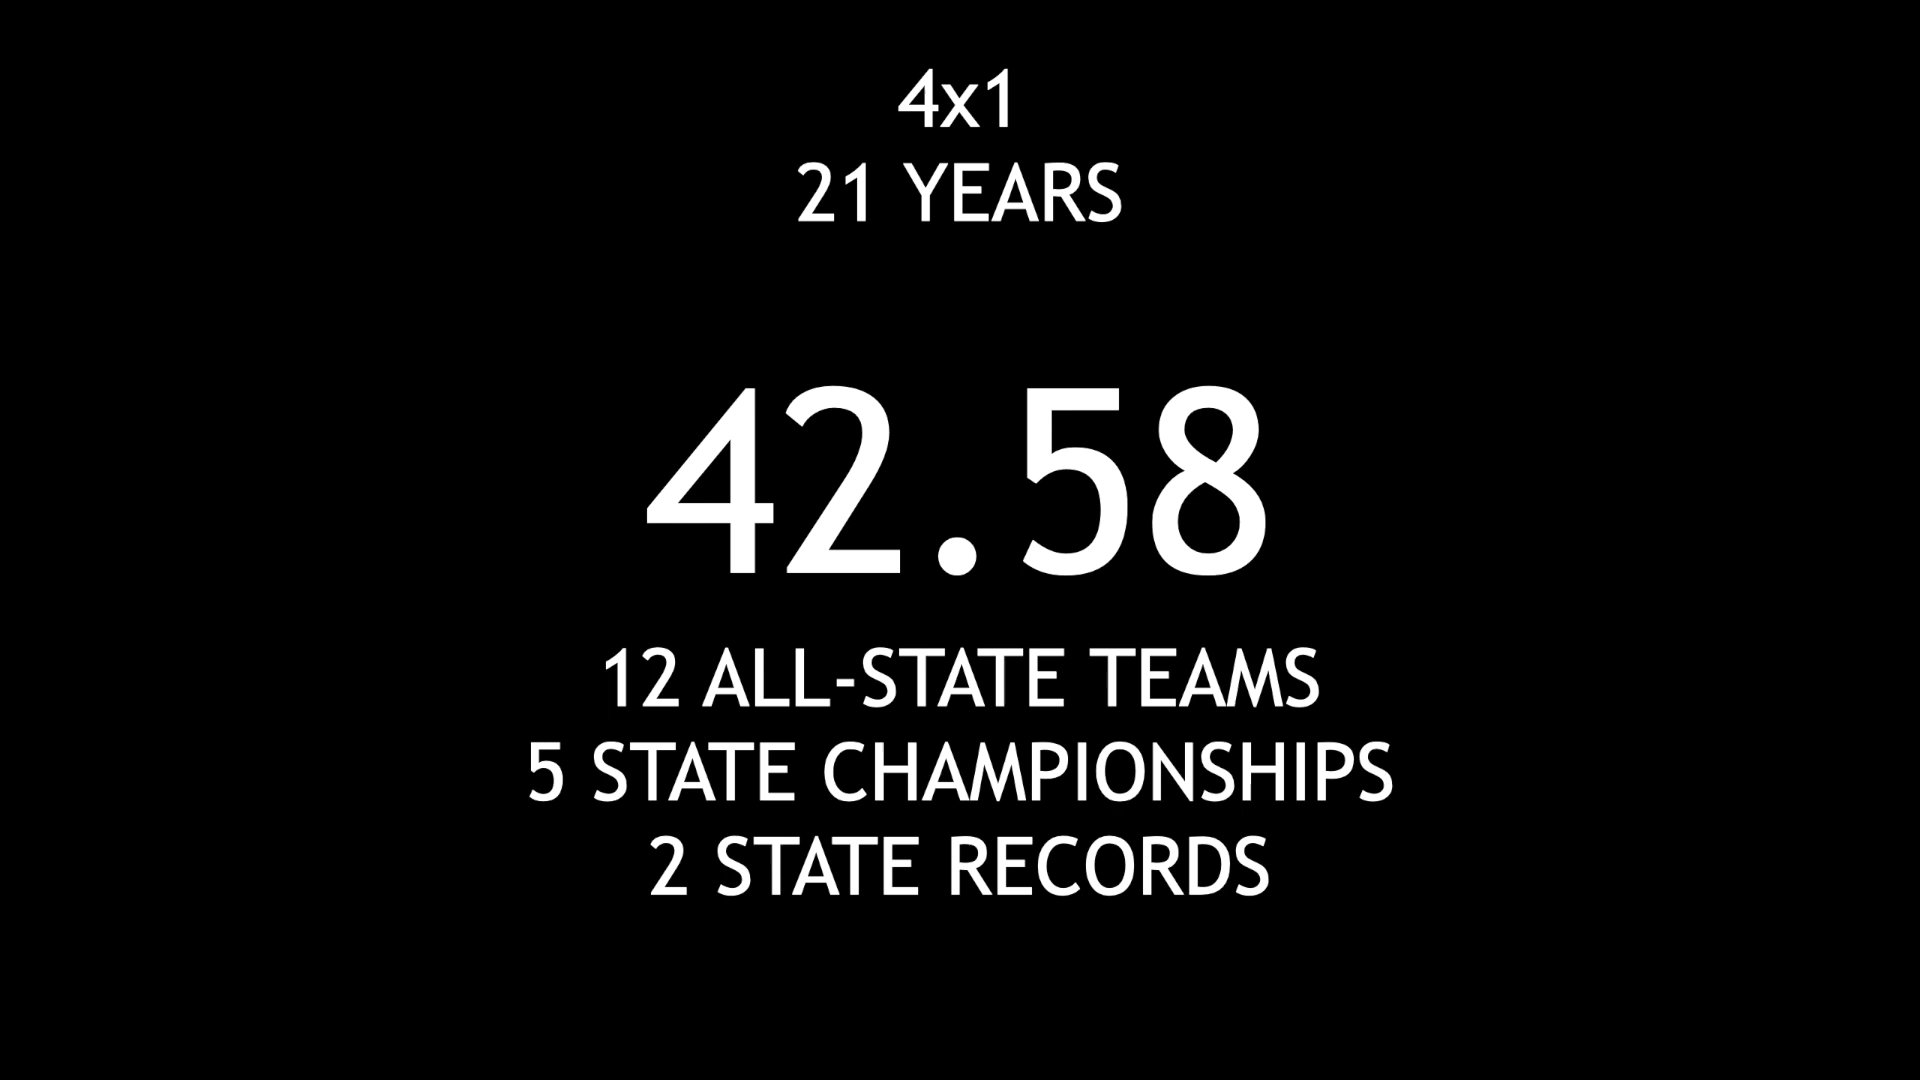 4x1
21 YEARS
42.58
12 ALL-STATE TEAMS
5 STATE CHAMPIONSHIPS
2 STATE RECORDS